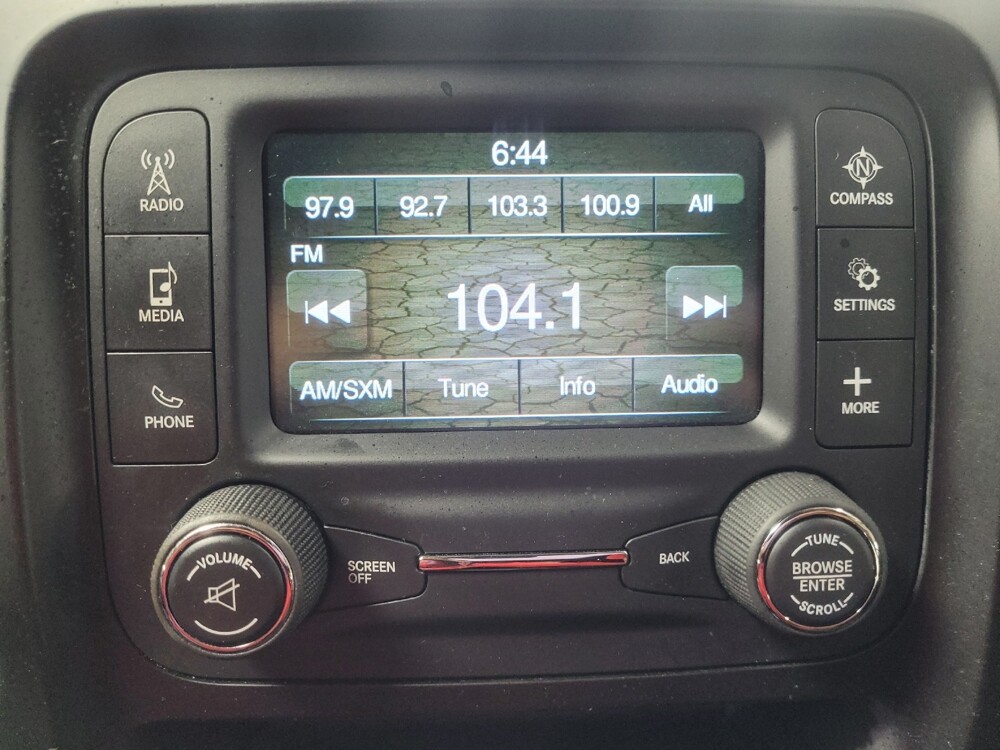 6:44
97.9 92.7 103.3 100.9 All
FM
104.1
AM/SXM Tune Info Audio
RADIO
MEDIA
PHONE
N
COMPASS
SETTINGS
MORE
VOLUME
SCREEN
OFF
BACK
TUNE
BROWSE
ENTER
SCROLL